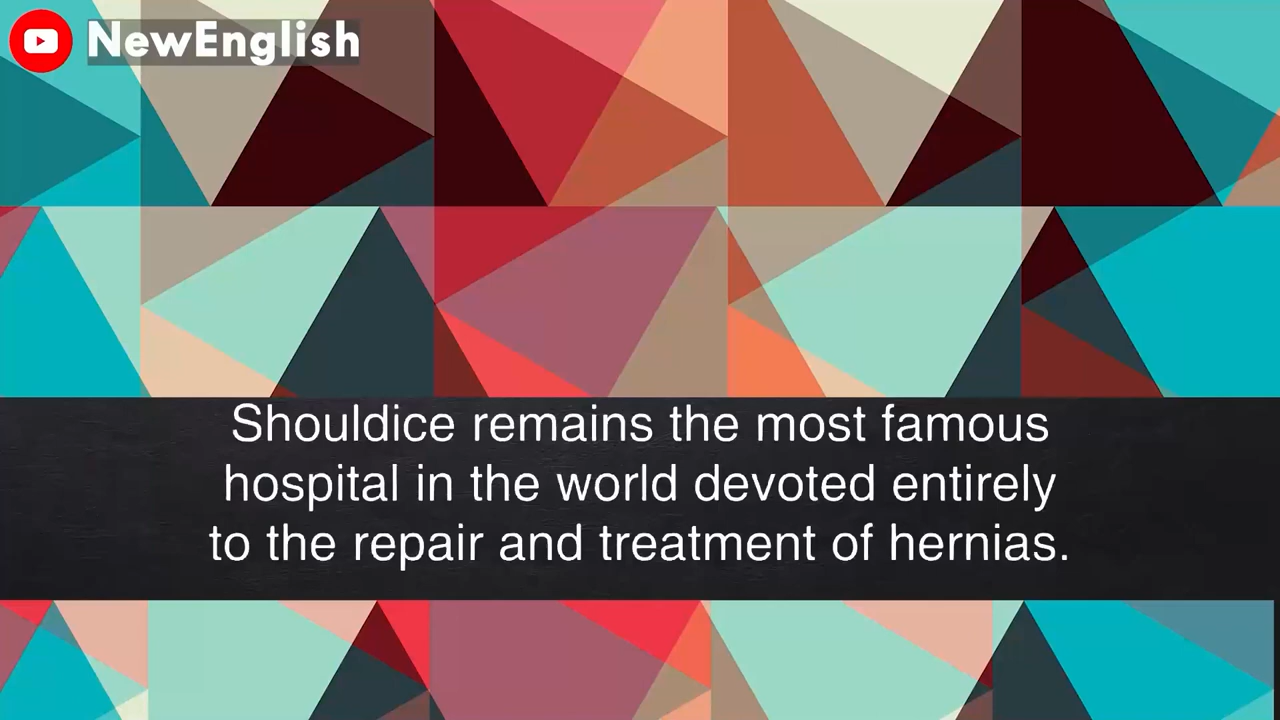 NewEnglish
Shouldice remains the most famous
hospital in the world devoted entirely
to the repair and treatment of hernias.